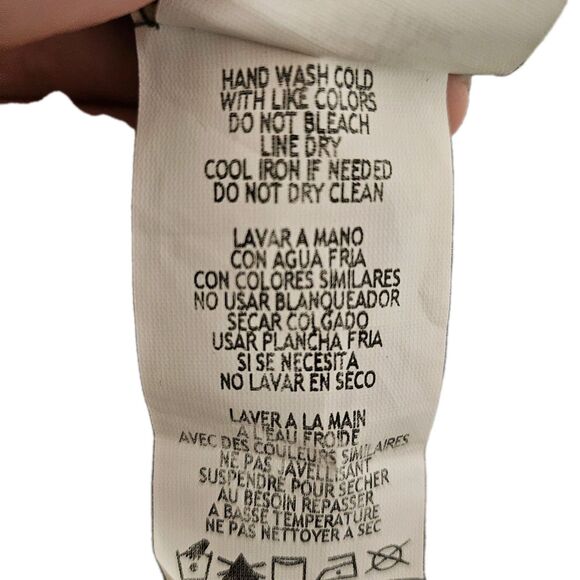 HAND WASH COLD
WITH LIKE COLORS
DO NOT BLEACH
LINE DRY
COOL IRON IF NEEDED
DO NOT DRY CLEAN
LAVAR A MANO
CON AGUA FRIA
CON COLORES SIMILARES
NO USAR BLANQUEADOR
SECAR COLGADO
USAR PLANCHA FRIA
SI SE NECESITA
NO LAVAR EN SECO
LAVER A LA MAIN
A L'EAU FROIDE
AVEC DES COULEURS SIMILAIRES
NE PAS JAVELLISANT
SUSPENDRE POUR SECHER
AU BESOIN REPASSER
A BASSE TEMPERATURE
NE PAS NETTOYER A SEC